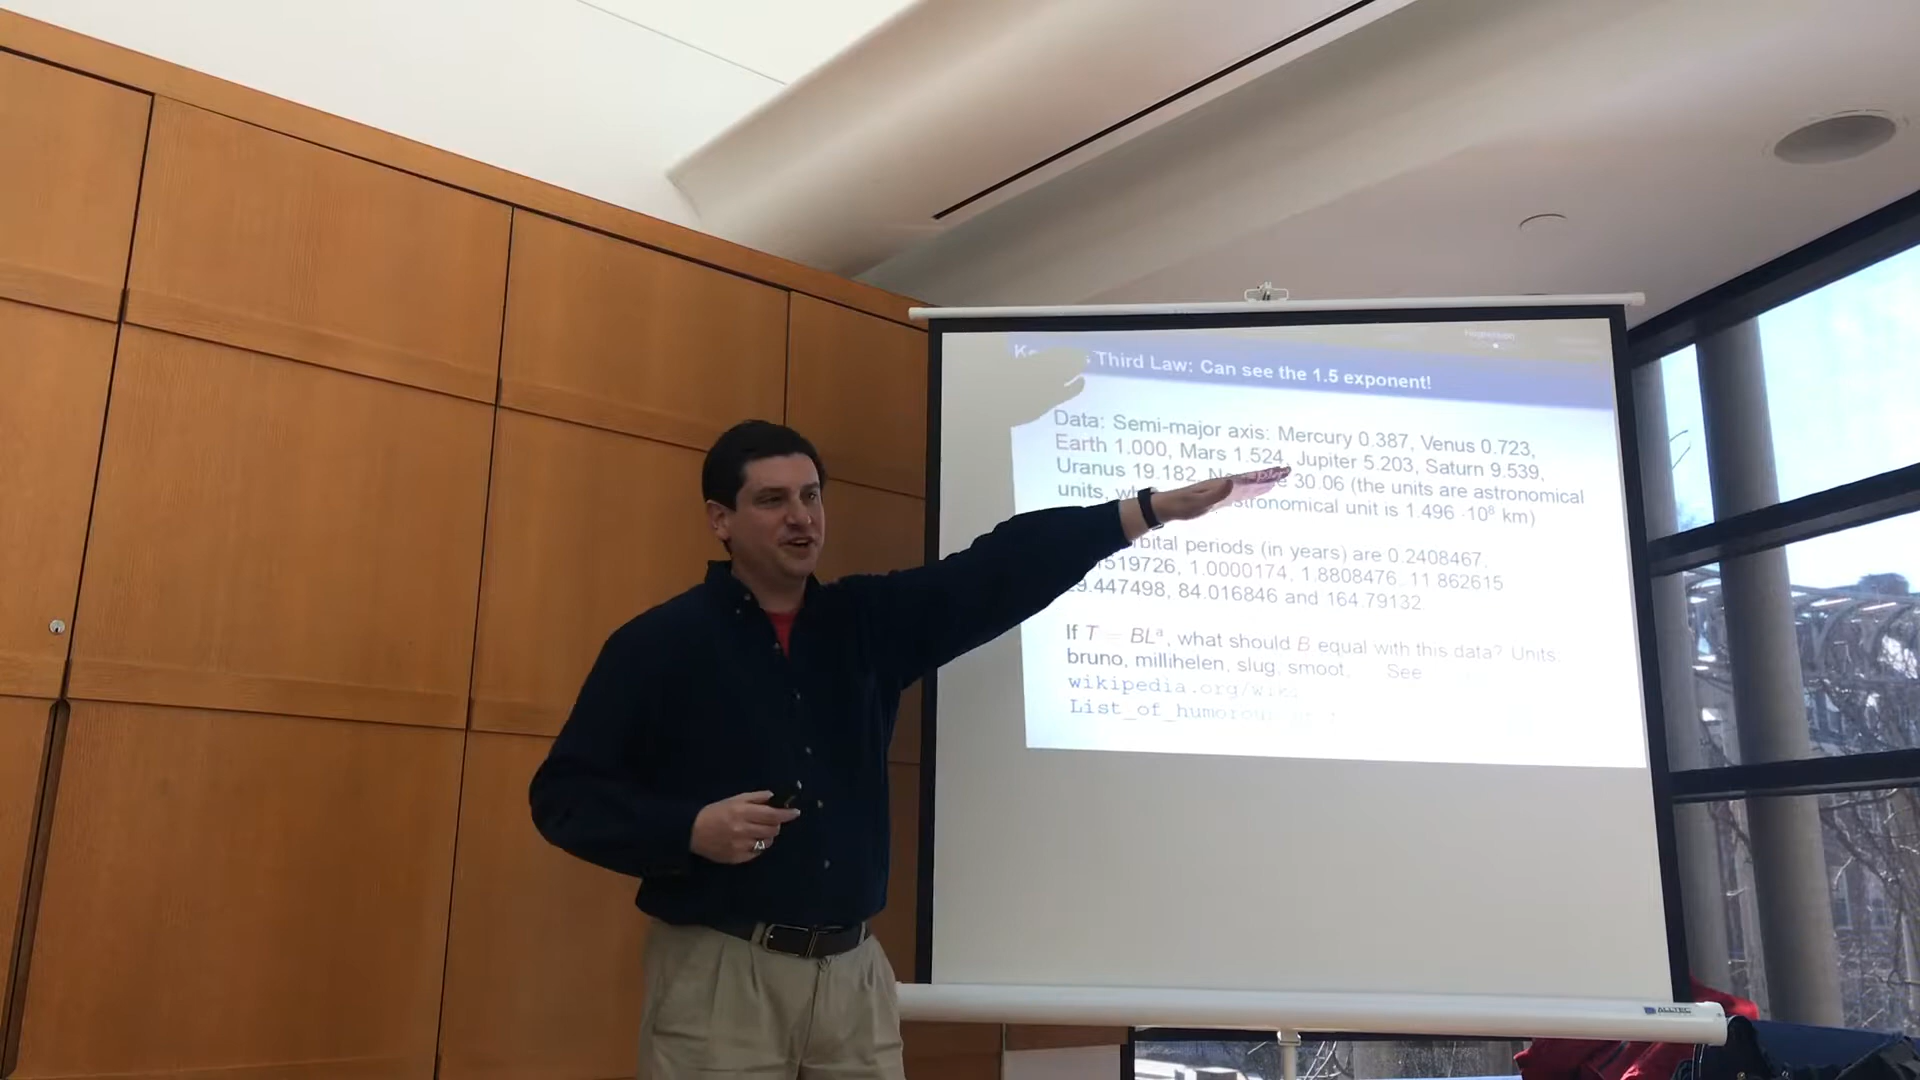 Regression
Third Law: Can see the 1.5 exponent!
Data: Semi-major axis: Mercury 0.387, Venus 0.723,
Earth 1.000, Mars 1.524, Jupiter 5.203, Saturn 9.539,
Uranus 19.182, 30.06 (the units are astronomical
units, astronomical unit is 1.496 ·10⁸ km)
orbital periods (in years) are 0.2408467,
1.0000174, 1.8808476, 11.862615
29.447498, 84.016846 and 164.79132
If T = BLᵃ, what should B equal with this data? Units:
bruno, millihelen, slug, smoot, See
wikipedia.org/wiki